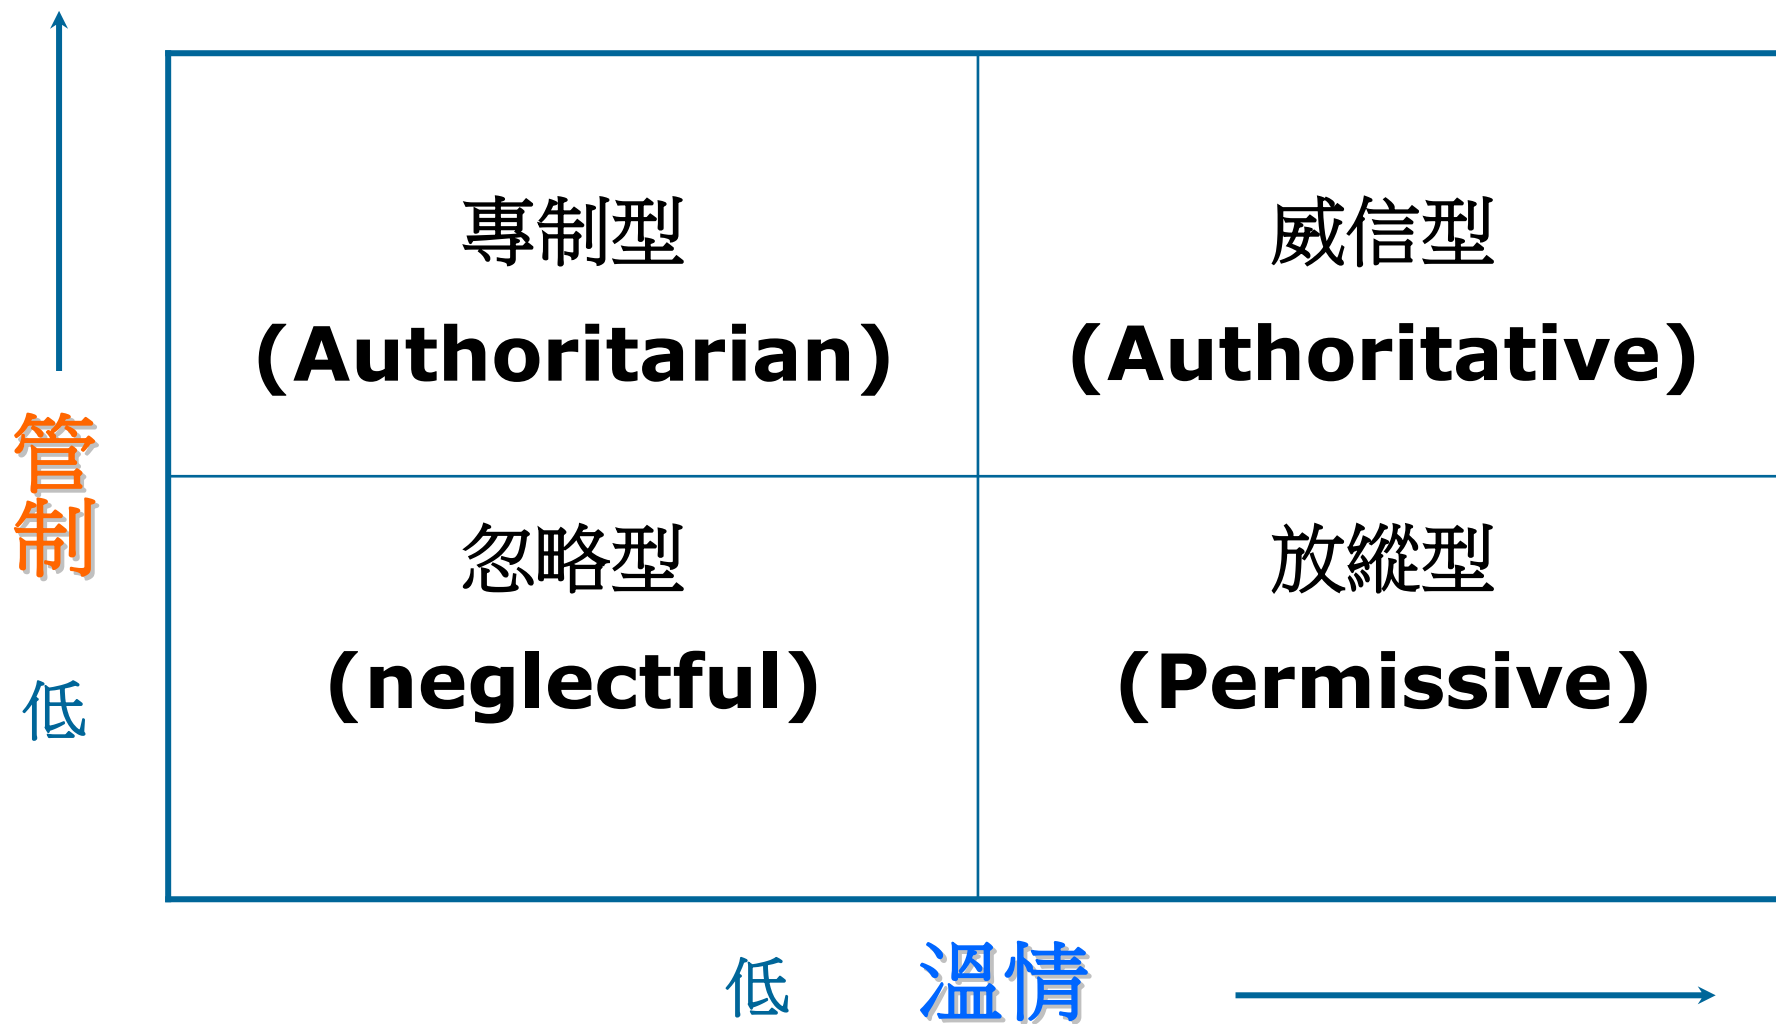 專制型
(Authoritarian)
威信型
(Authoritative)
管
制
忽略型
(neglectful)
放縱型
(Permissive)
低
低 溫情